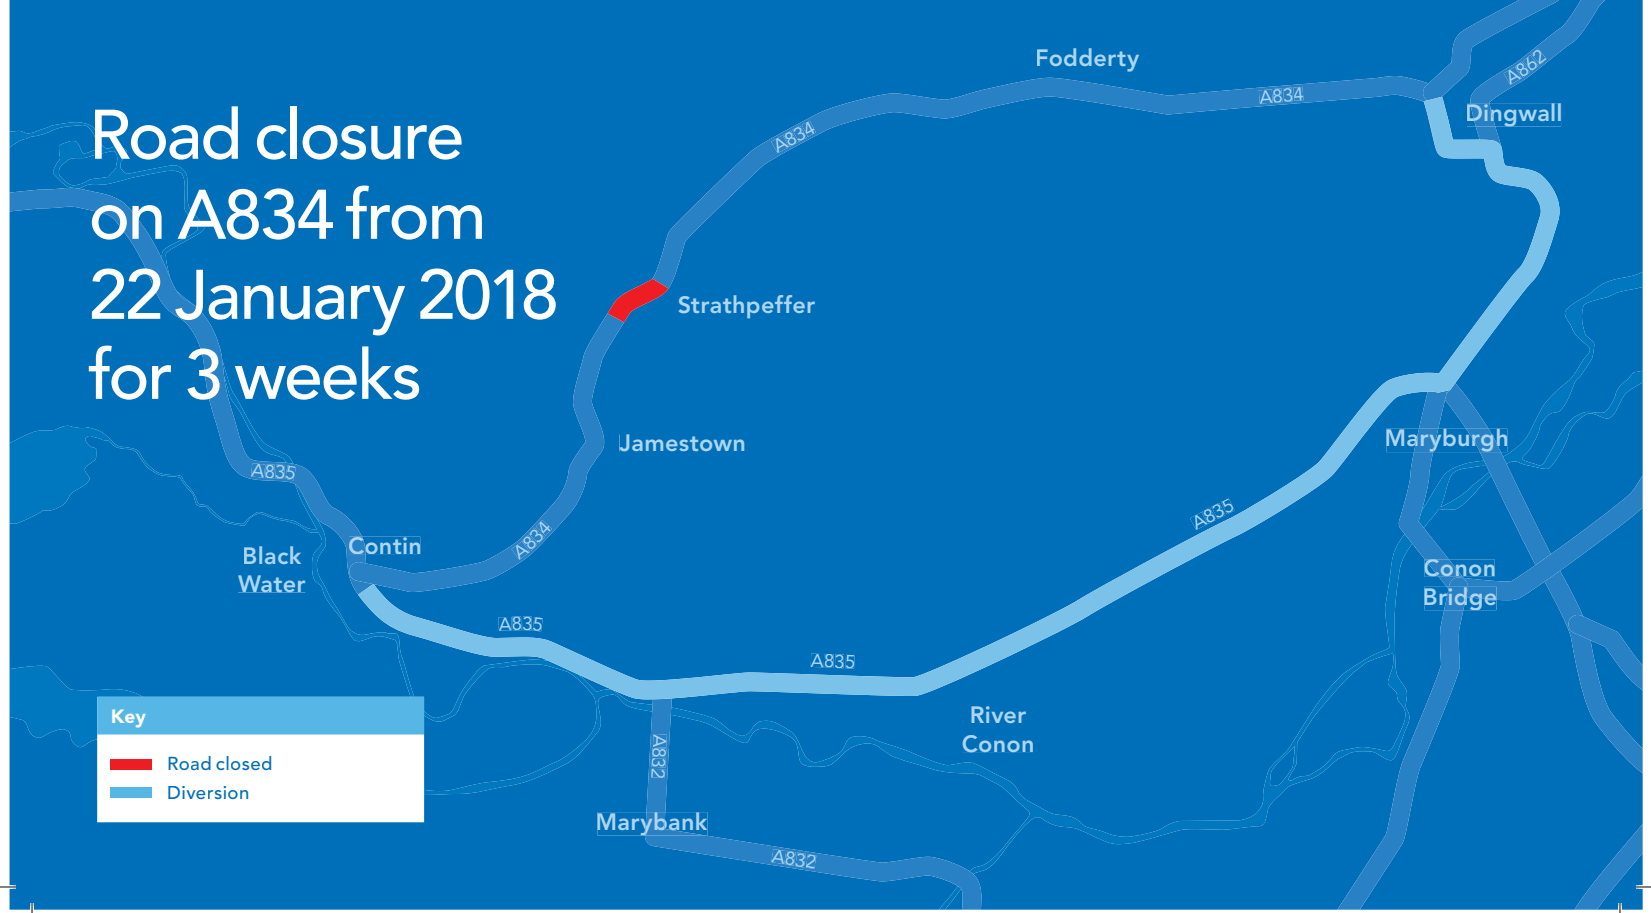 Road closure
on A834 from
22 January 2018
for 3 weeks
Fodderty
A862
A834
Dingwall
A834
Strathpeffer
Jamestown
Maryburgh
A835
A835
A834
Contin
Black
Water
Conon
Bridge
A835
A835
River
Conon
Key
Road closed
Diversion
A832
Marybank
A832